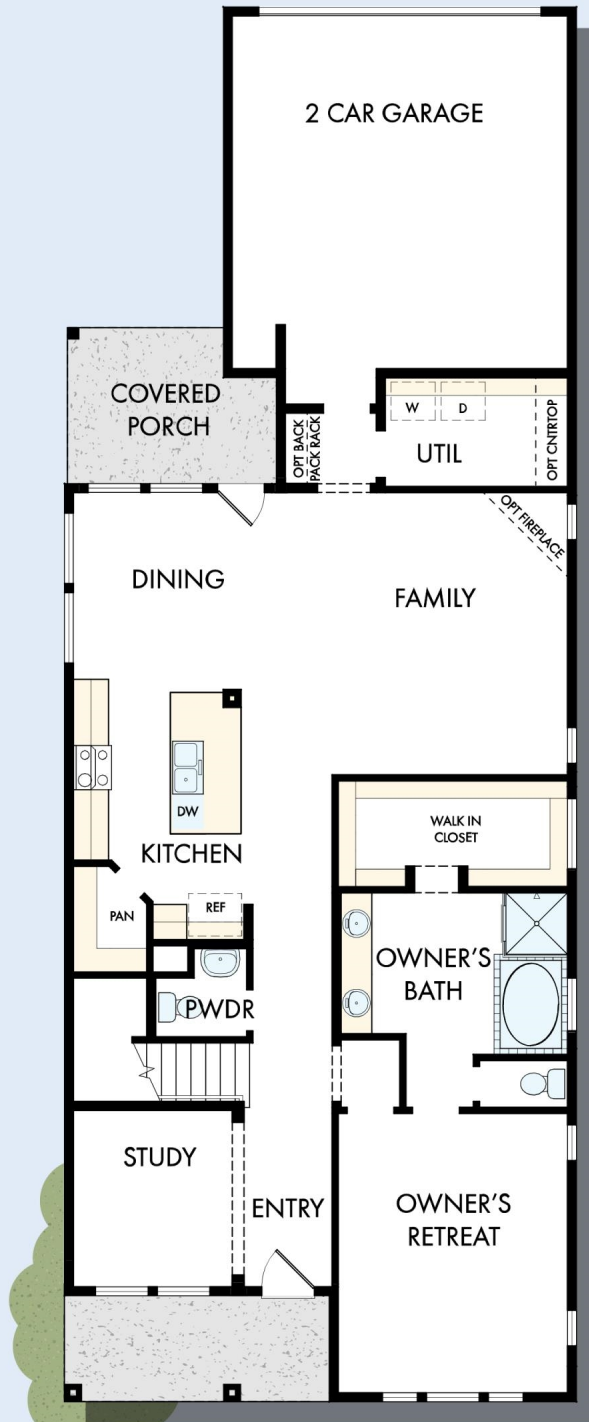 2 CAR GARAGE
COVERED
PORCH
OPT BACK
PACK RACK
W
D
UTIL
OPT CNTRTOP
OPT FIREPLACE
DINING
FAMILY
DW
KITCHEN
WALK IN
CLOSET
PAN
REF
OWNER'S
BATH
PWDR
STUDY
ENTRY
OWNER'S
RETREAT